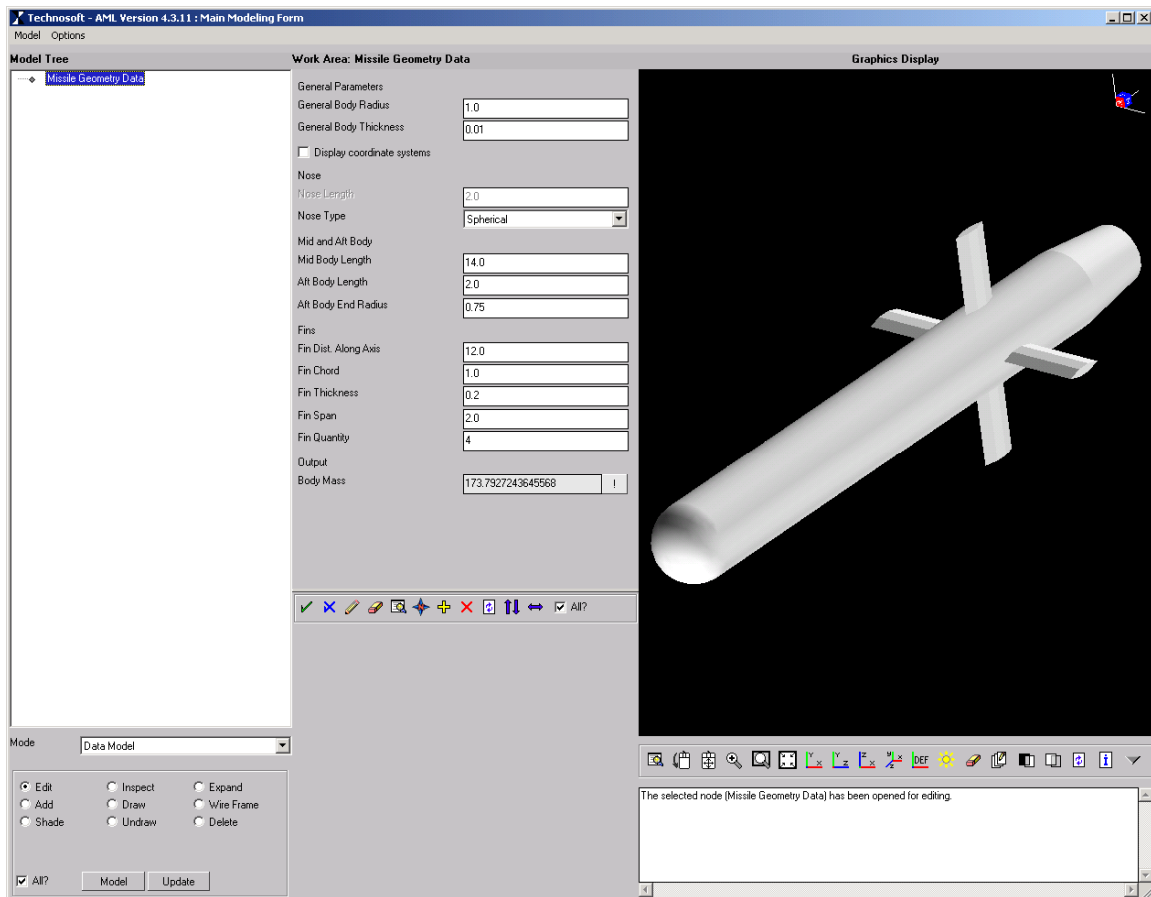 Technosoft - AML Version 4.3.11 : Main Modeling Form
Model Options
Model Tree
Missile Geometry Data
Work Area: Missile Geometry Data
General Parameters
General Body Radius 1.0
General Body Thickness 0.01
Display coordinate systems
Nose
Nose Length 2.0
Nose Type Spherical
Mid and Aft Body
Mid Body Length 14.0
Aft Body Length 2.0
Aft Body End Radius 0.75
Fins
Fin Dist. Along Axis 12.0
Fin Chord 1.0
Fin Thickness 0.2
Fin Span 2.0
Fin Quantity 4
Output
Body Mass 173.7927243645568 !
All?
Graphics Display
Mode Data Model
Edit Inspect Expand
Add Draw Wire Frame
Shade Undraw Delete
All? Model Update
Y X Y Z Z X Y X Z DEF i
The selected node (Missile Geometry Data) has been opened for editing.